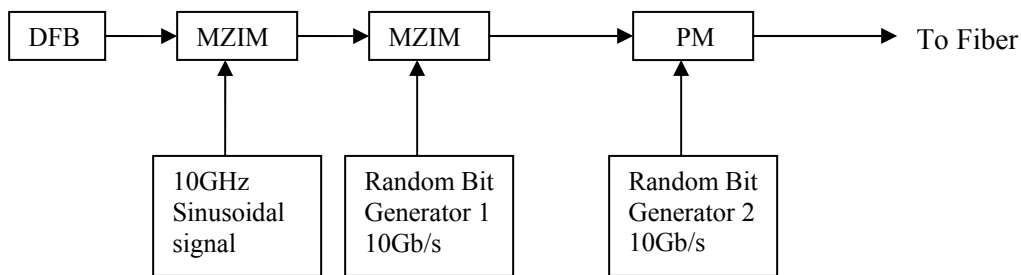 DFB
MZIM
MZIM
PM
To Fiber
10GHz
Sinusoidal
signal
Random Bit
Generator 1
10Gb/s
Random Bit
Generator 2
10Gb/s